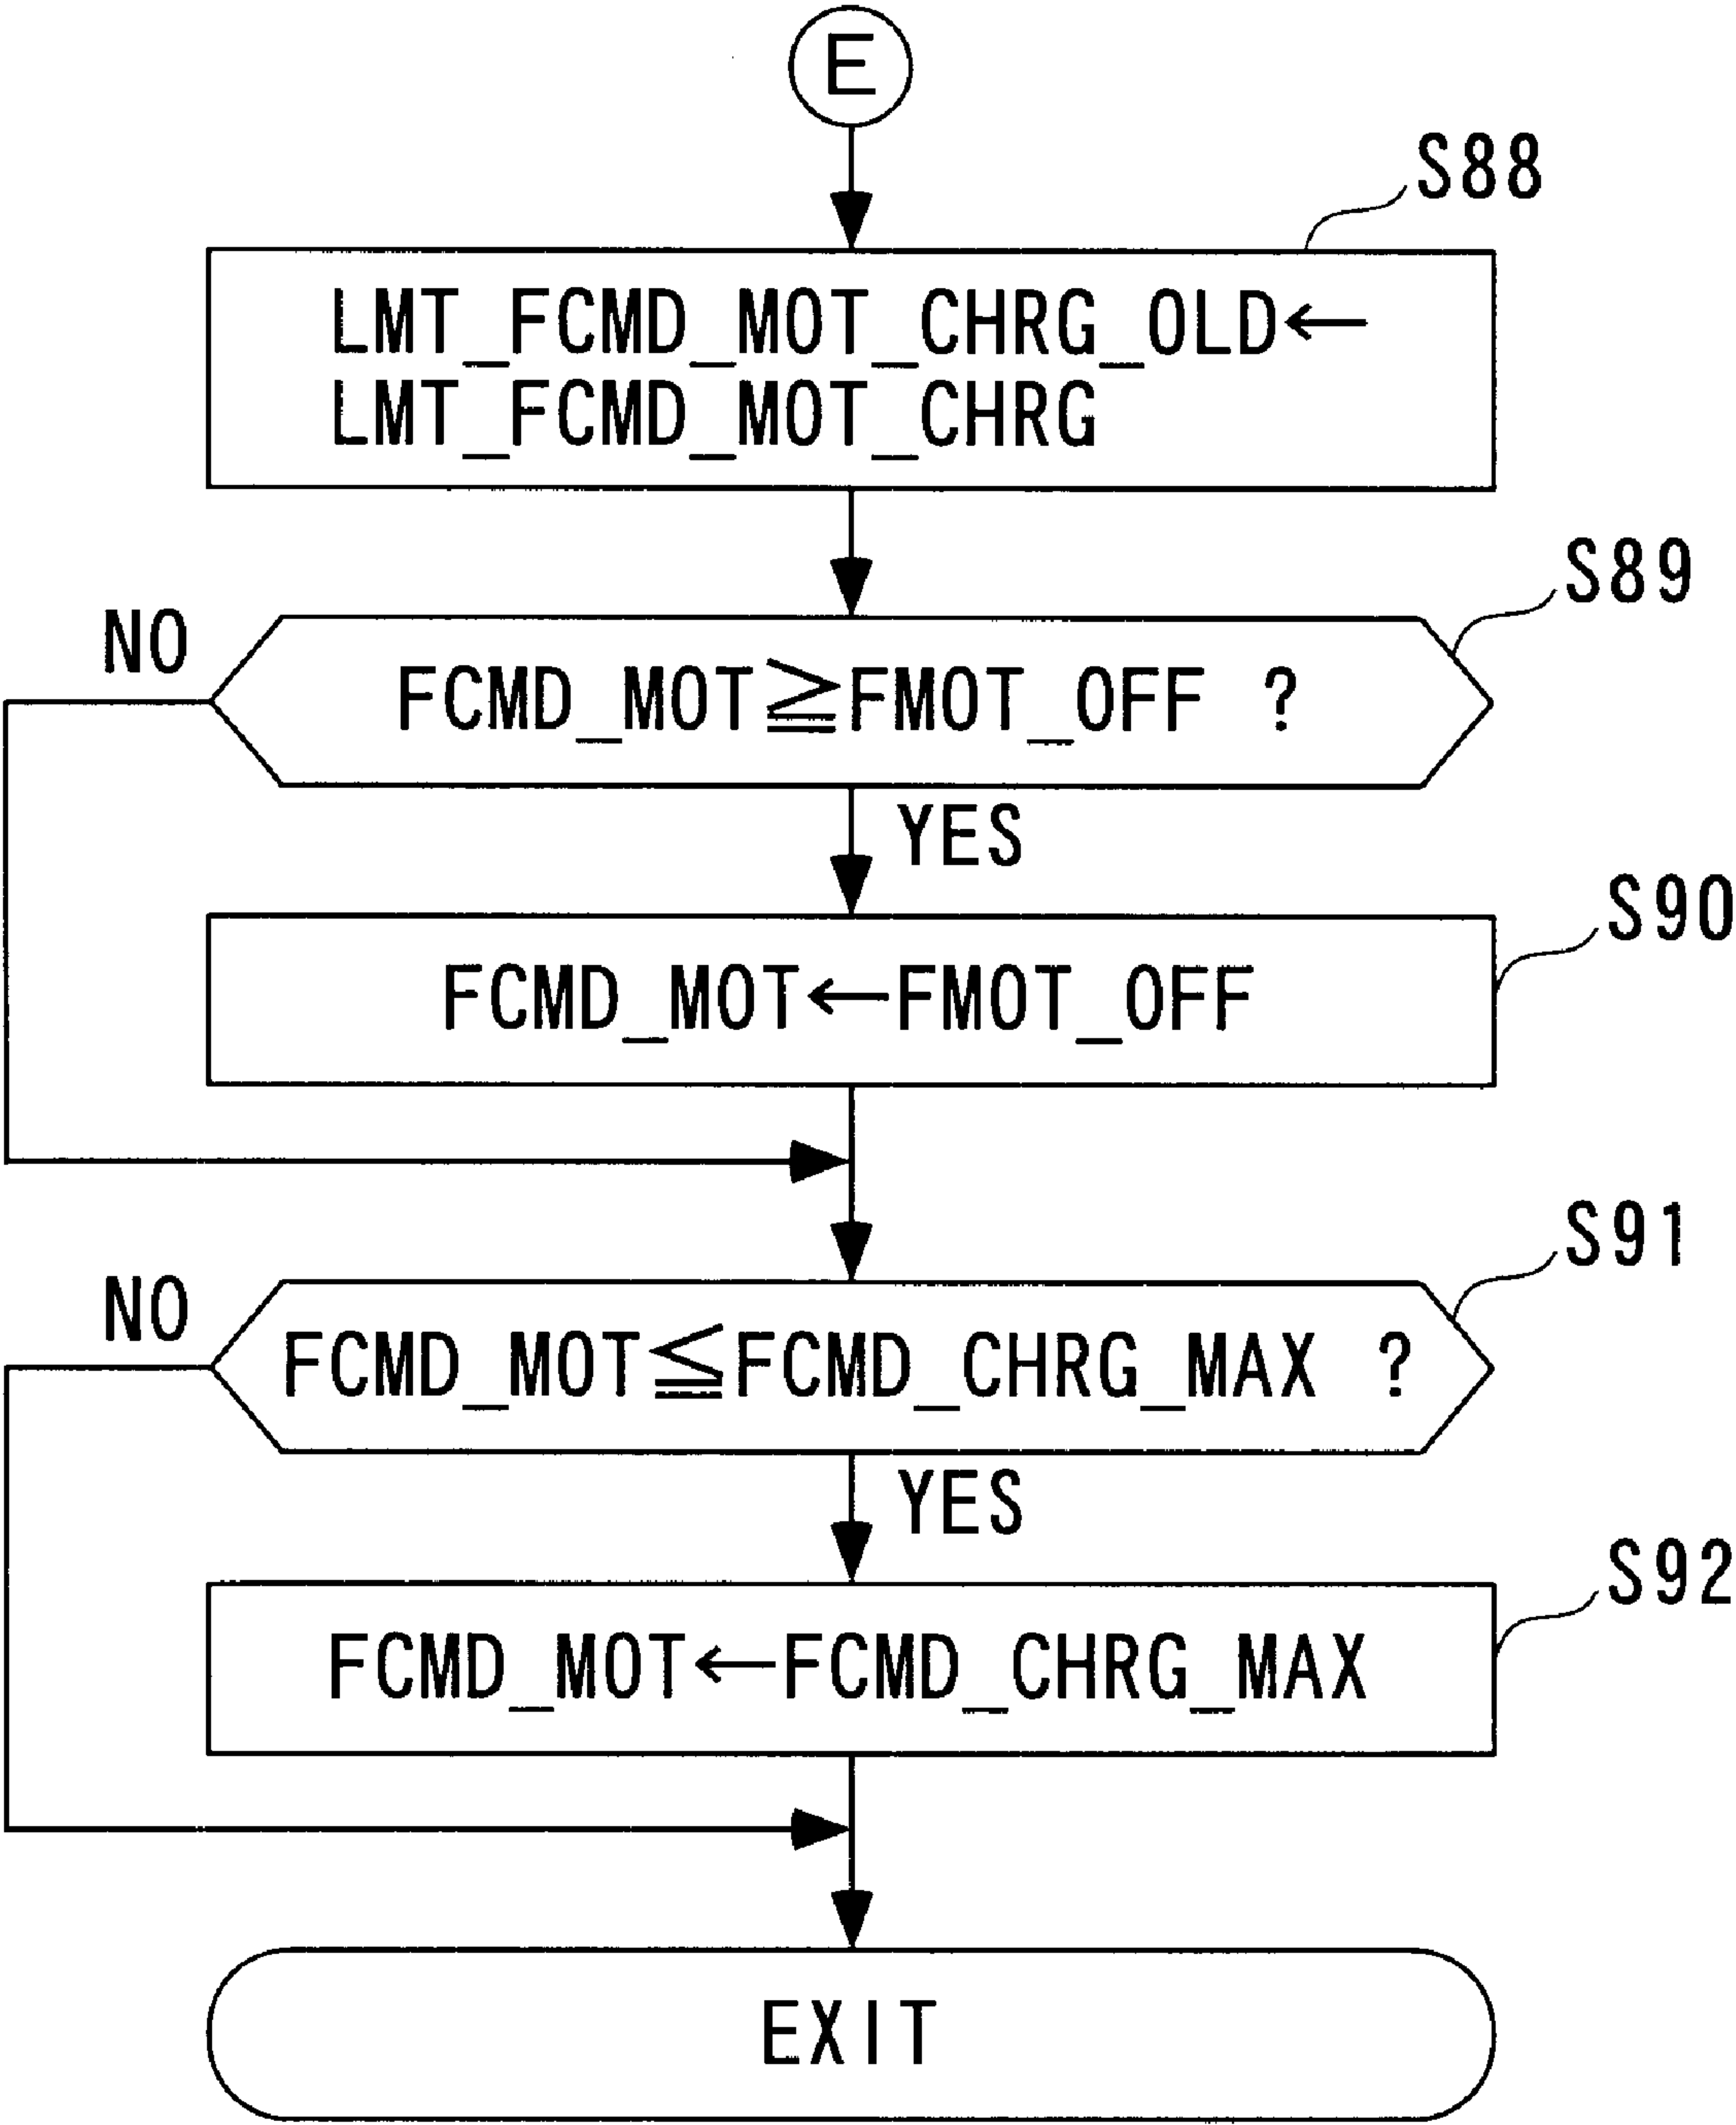 E
S88
LMT_FCMD_MOT_CHRG_OLD←
LMT_FCMD_MOT_CHRG
S89
NO
FCMD_MOT≧FMOT_OFF ?
YES
S90
FCMD_MOT←FMOT_OFF
S91
NO
FCMD_MOT≦FCMD_CHRG_MAX ?
YES
S92
FCMD_MOT←FCMD_CHRG_MAX
EXIT